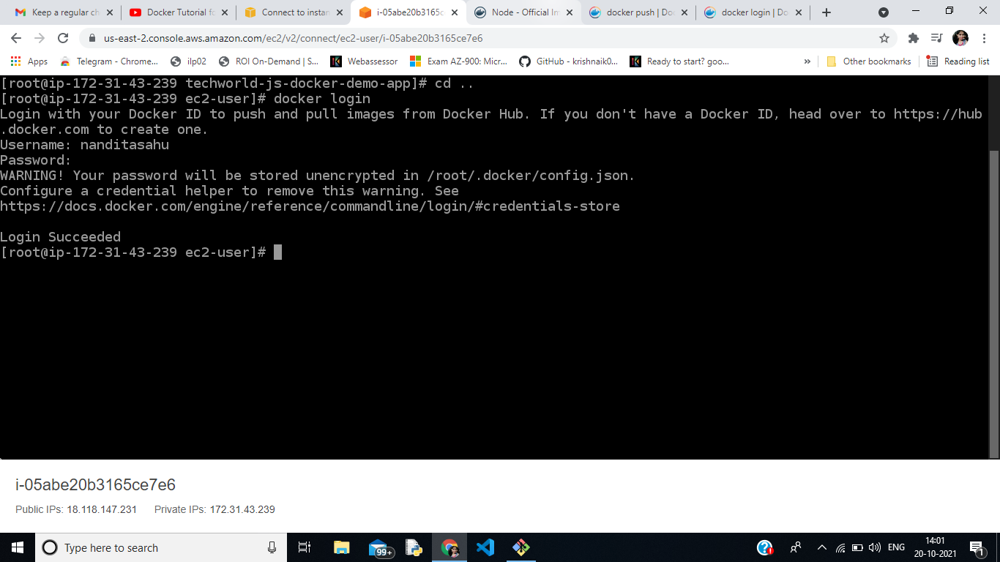 Keep a regular ch
Docker Tutorial fo
Connect to instan
i-05abe20b3165c
Node - Official Im
docker push | Doc
docker login | Do
us-east-2.console.aws.amazon.com/ec2/v2/connect/ec2-user/i-05abe20b3165ce7e6
Apps
Telegram - Chrome...
ilp02
ROI On-Demand | S...
Webassessor
Exam AZ-900: Micr...
GitHub - krishnaik0...
Ready to start? goo...
»
Other bookmarks
Reading list
[root@ip-172-31-43-239 techworld-js-docker-demo-app]# cd ..
[root@ip-172-31-43-239 ec2-user]# docker login
Login with your Docker ID to push and pull images from Docker Hub. If you don't have a Docker ID, head over to https://hub
.docker.com to create one.
Username: nanditasahu
Password:
WARNING! Your password will be stored unencrypted in /root/.docker/config.json.
Configure a credential helper to remove this warning. See
https://docs.docker.com/engine/reference/commandline/login/#credentials-store
Login Succeeded
[root@ip-172-31-43-239 ec2-user]#
i-05abe20b3165ce7e6
Public IPs: 18.118.147.231 Private IPs: 172.31.43.239
Type here to search
99+
ENG
14:01
20-10-2021
1